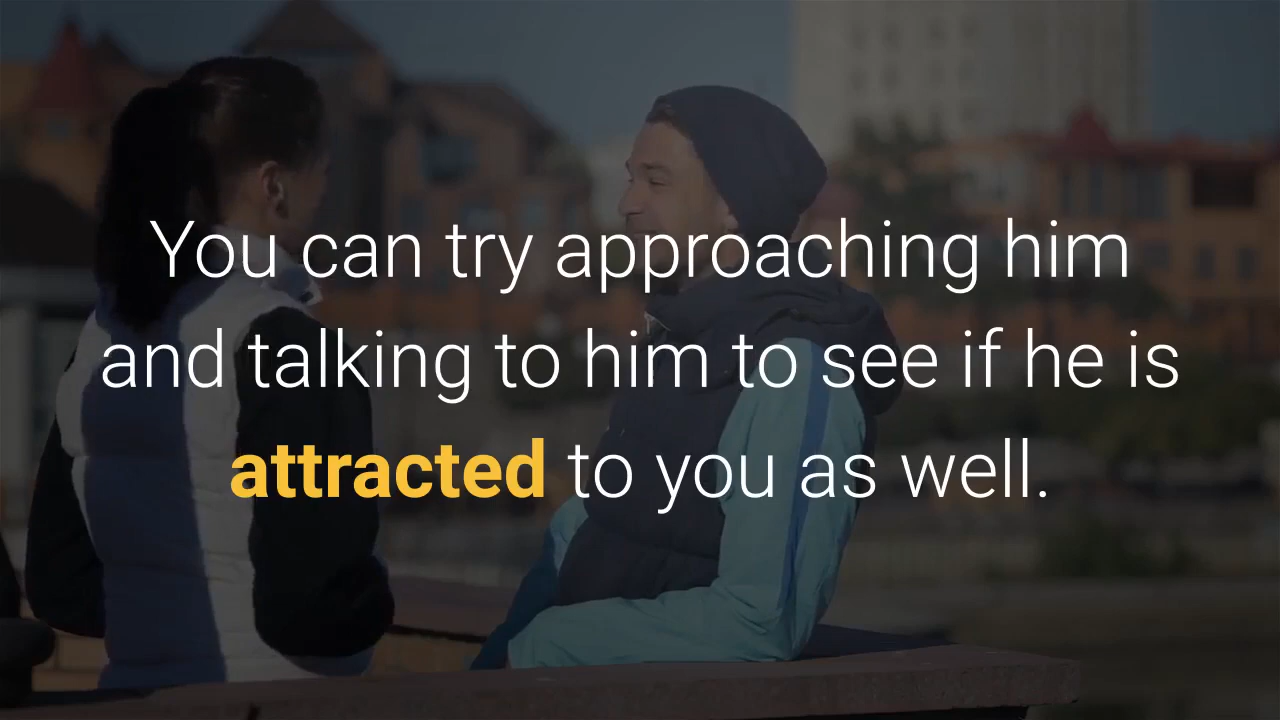 You can try approaching him
and talking to him to see if he is
attracted to you as well.